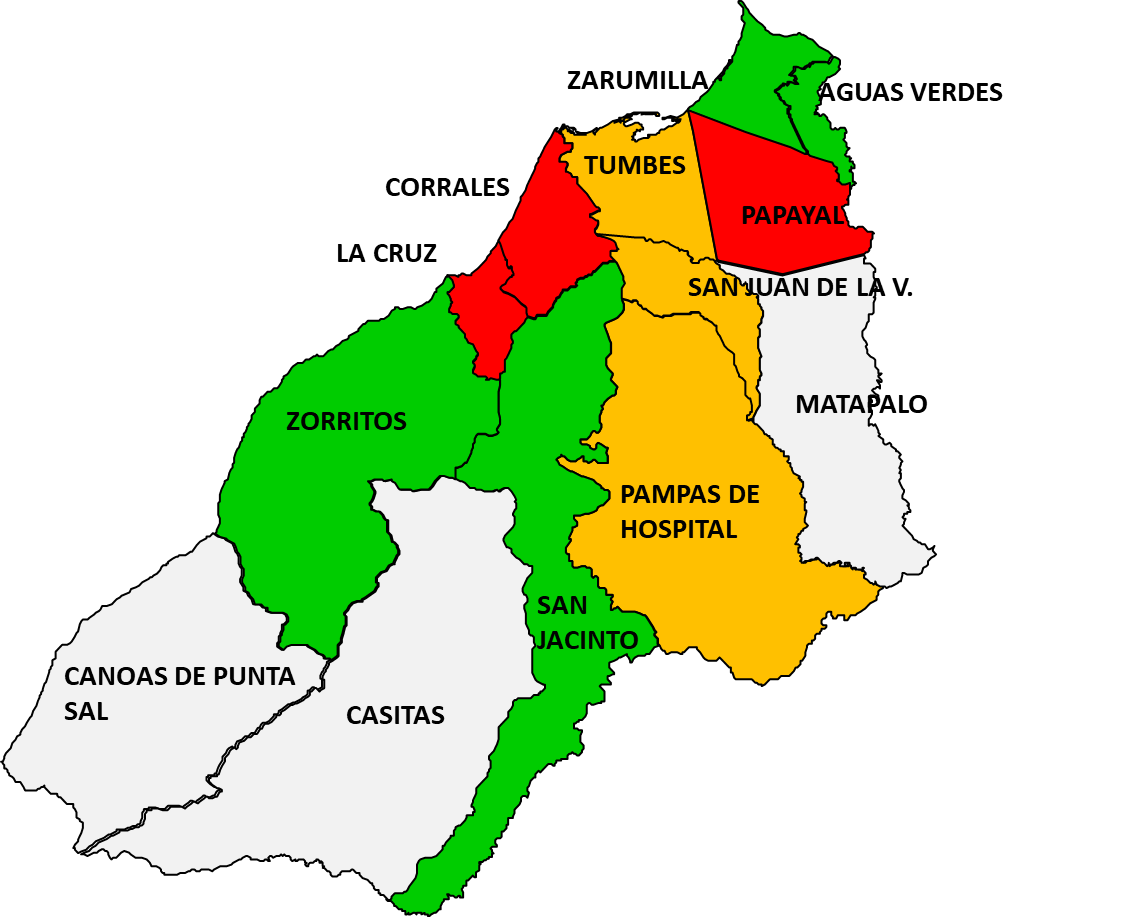 ZARUMILLA
AGUAS VERDES
TUMBES
CORRALES
PAPAYAL
LA CRUZ
SAN JUAN DE LA V.
MATAPALO
ZORRITOS
PAMPAS DE
HOSPITAL
SAN
JACINTO
CANOAS DE PUNTA
SAL
CASITAS